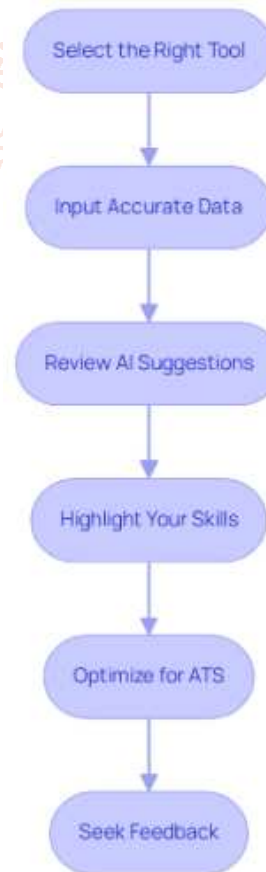 Select the Right Tool
Input Accurate Data
Review AI Suggestions
Highlight Your Skills
Optimize for ATS
Seek Feedback